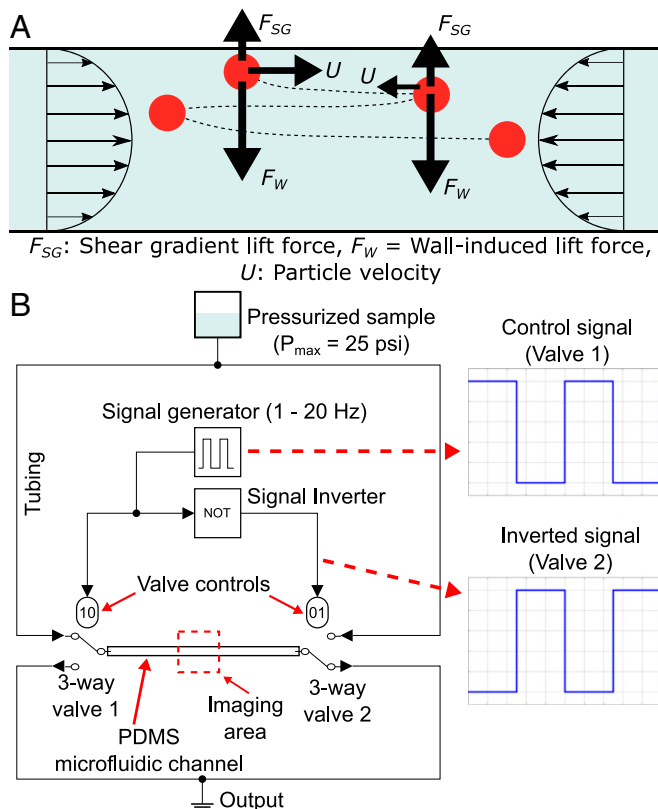 A
F_SG
F_SG
U
U
F_W
F_W
F_SG: Shear gradient lift force, F_W = Wall-induced lift force,
U: Particle velocity
B
Pressurized sample
(P_max = 25 psi)
Control signal
(Valve 1)
Signal generator (1 - 20 Hz)
Tubing
Signal Inverter
NOT
Inverted signal
(Valve 2)
Valve controls
10
01
3-way
valve 1
Imaging
area
3-way
valve 2
PDMS
microfluidic channel
Output